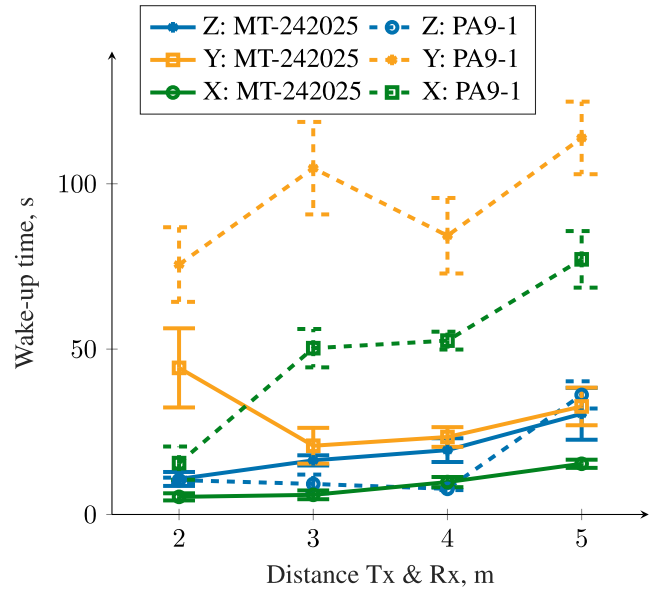 Z: MT-242025 Z: PA9-1
Y: MT-242025 Y: PA9-1
X: MT-242025 X: PA9-1
100
50
0
Wake-up time, s
2 3 4 5
Distance Tx & Rx, m